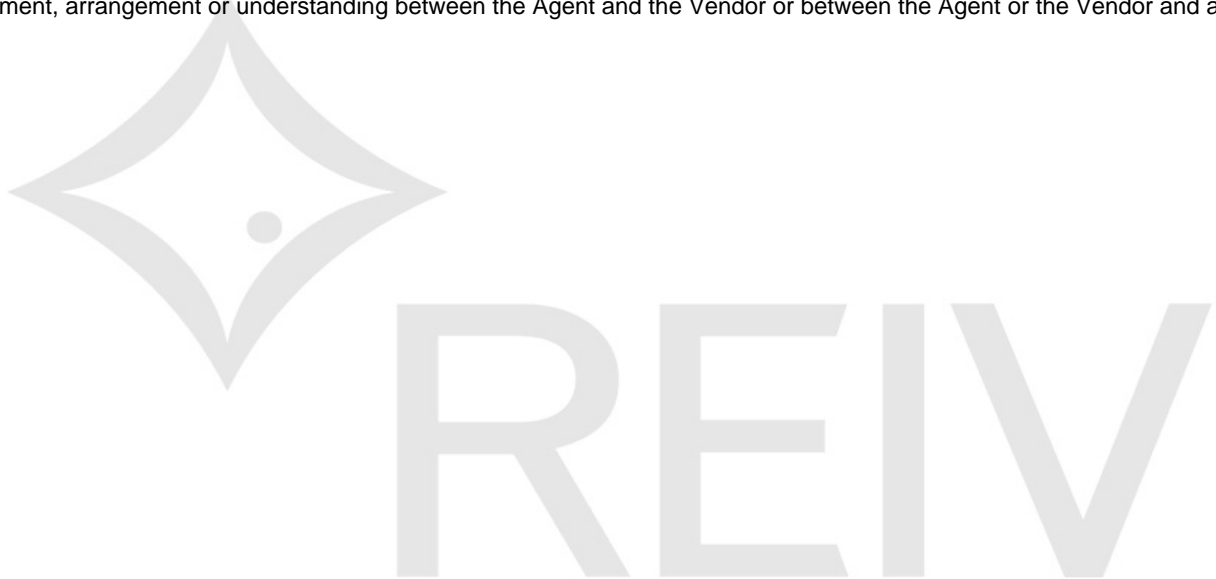 ment, arrangement or understanding between the Agent and the Vendor or between the Agent or the Vendor and a
REIV